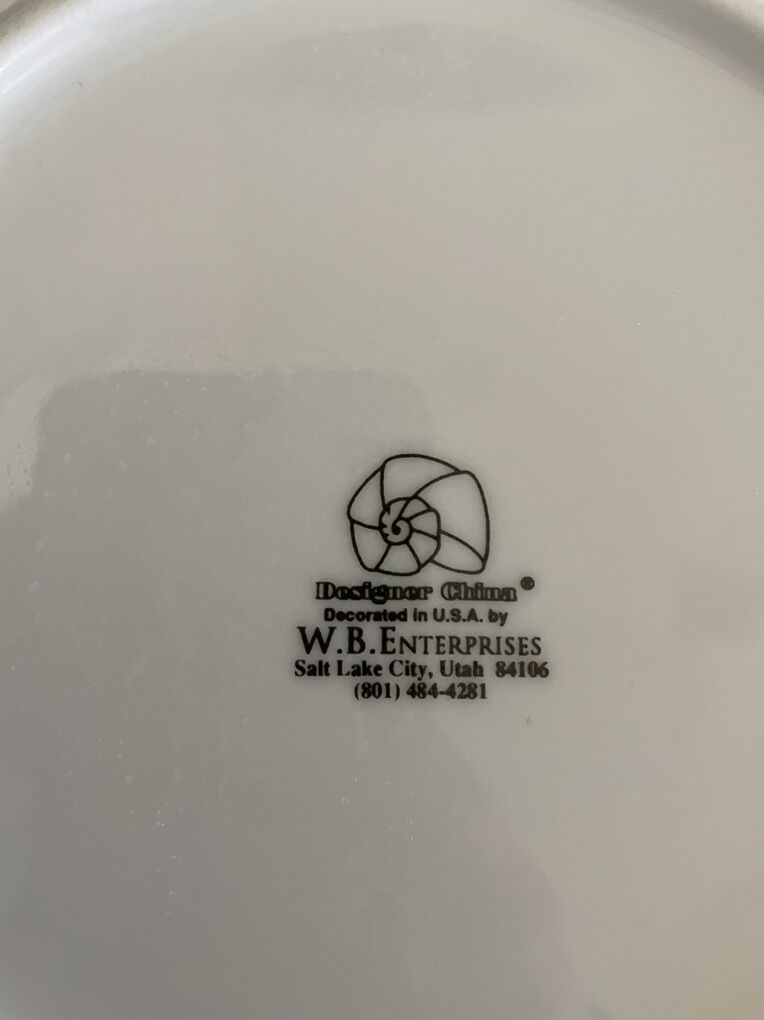 Designer China®
Decorated in U.S.A. by
W.B.ENTERPRISES
Salt Lake City, Utah 84106
(801) 484-4281